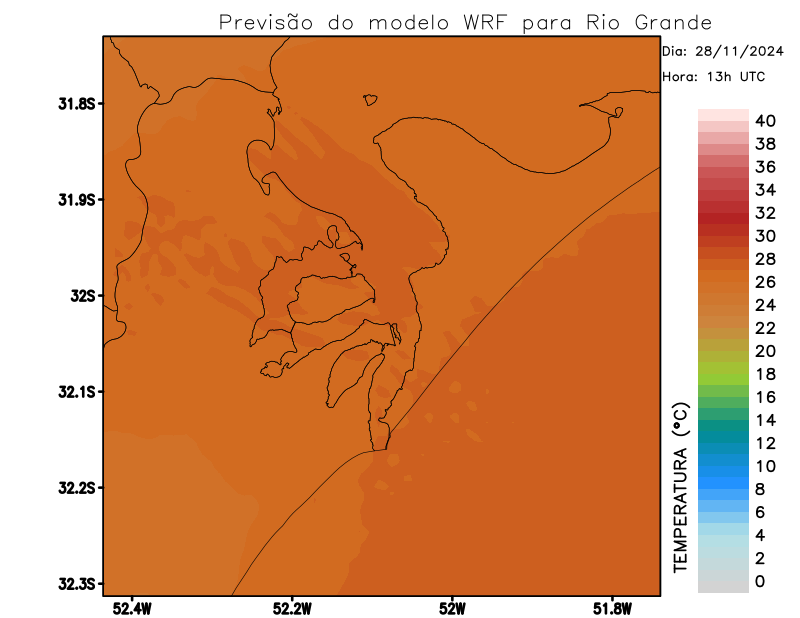 Previsão do modelo WRF para Rio Grande
Dia: 28/11/2024
Hora: 13h UTC
31.8S
31.9S
32S
32.1S
32.2S
32.3S
52.4W
52.2W
52W
51.8W
TEMPERATURA (°C)
40
38
36
34
32
30
28
26
24
22
20
18
16
14
12
10
8
6
4
2
0